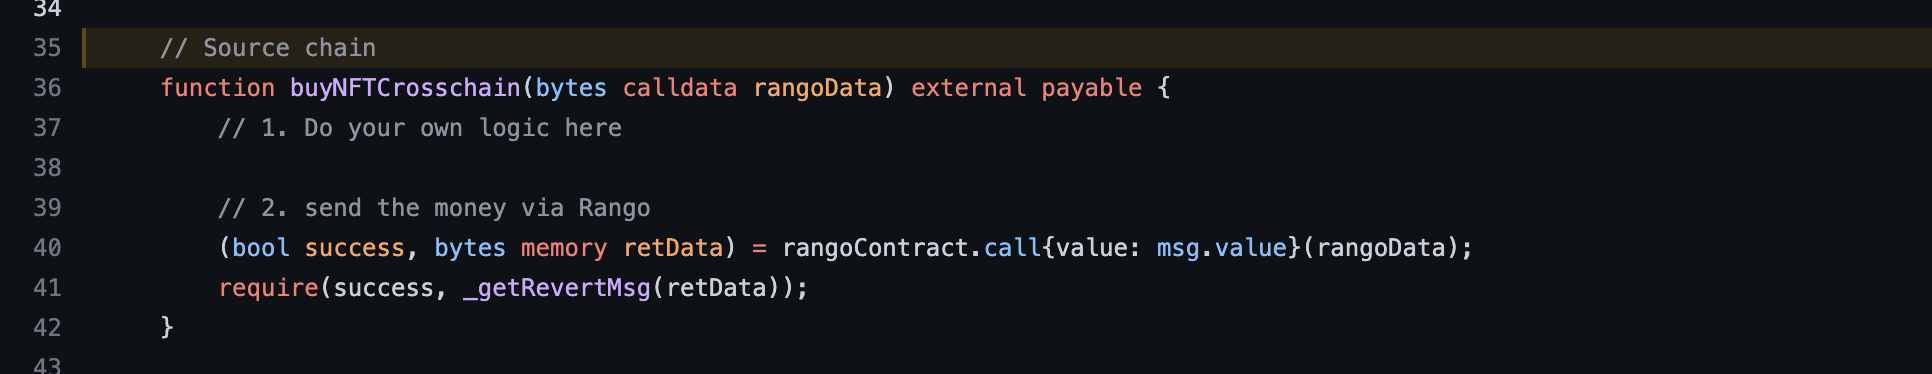 34
35 // Source chain
36 function buyNFTCrosschain(bytes calldata rangoData) external payable {
37 // 1. Do your own logic here
38
39 // 2. send the money via Rango
40 (bool success, bytes memory retData) = rangoContract.call{value: msg.value}(rangoData);
41 require(success, _getRevertMsg(retData));
42 }
43